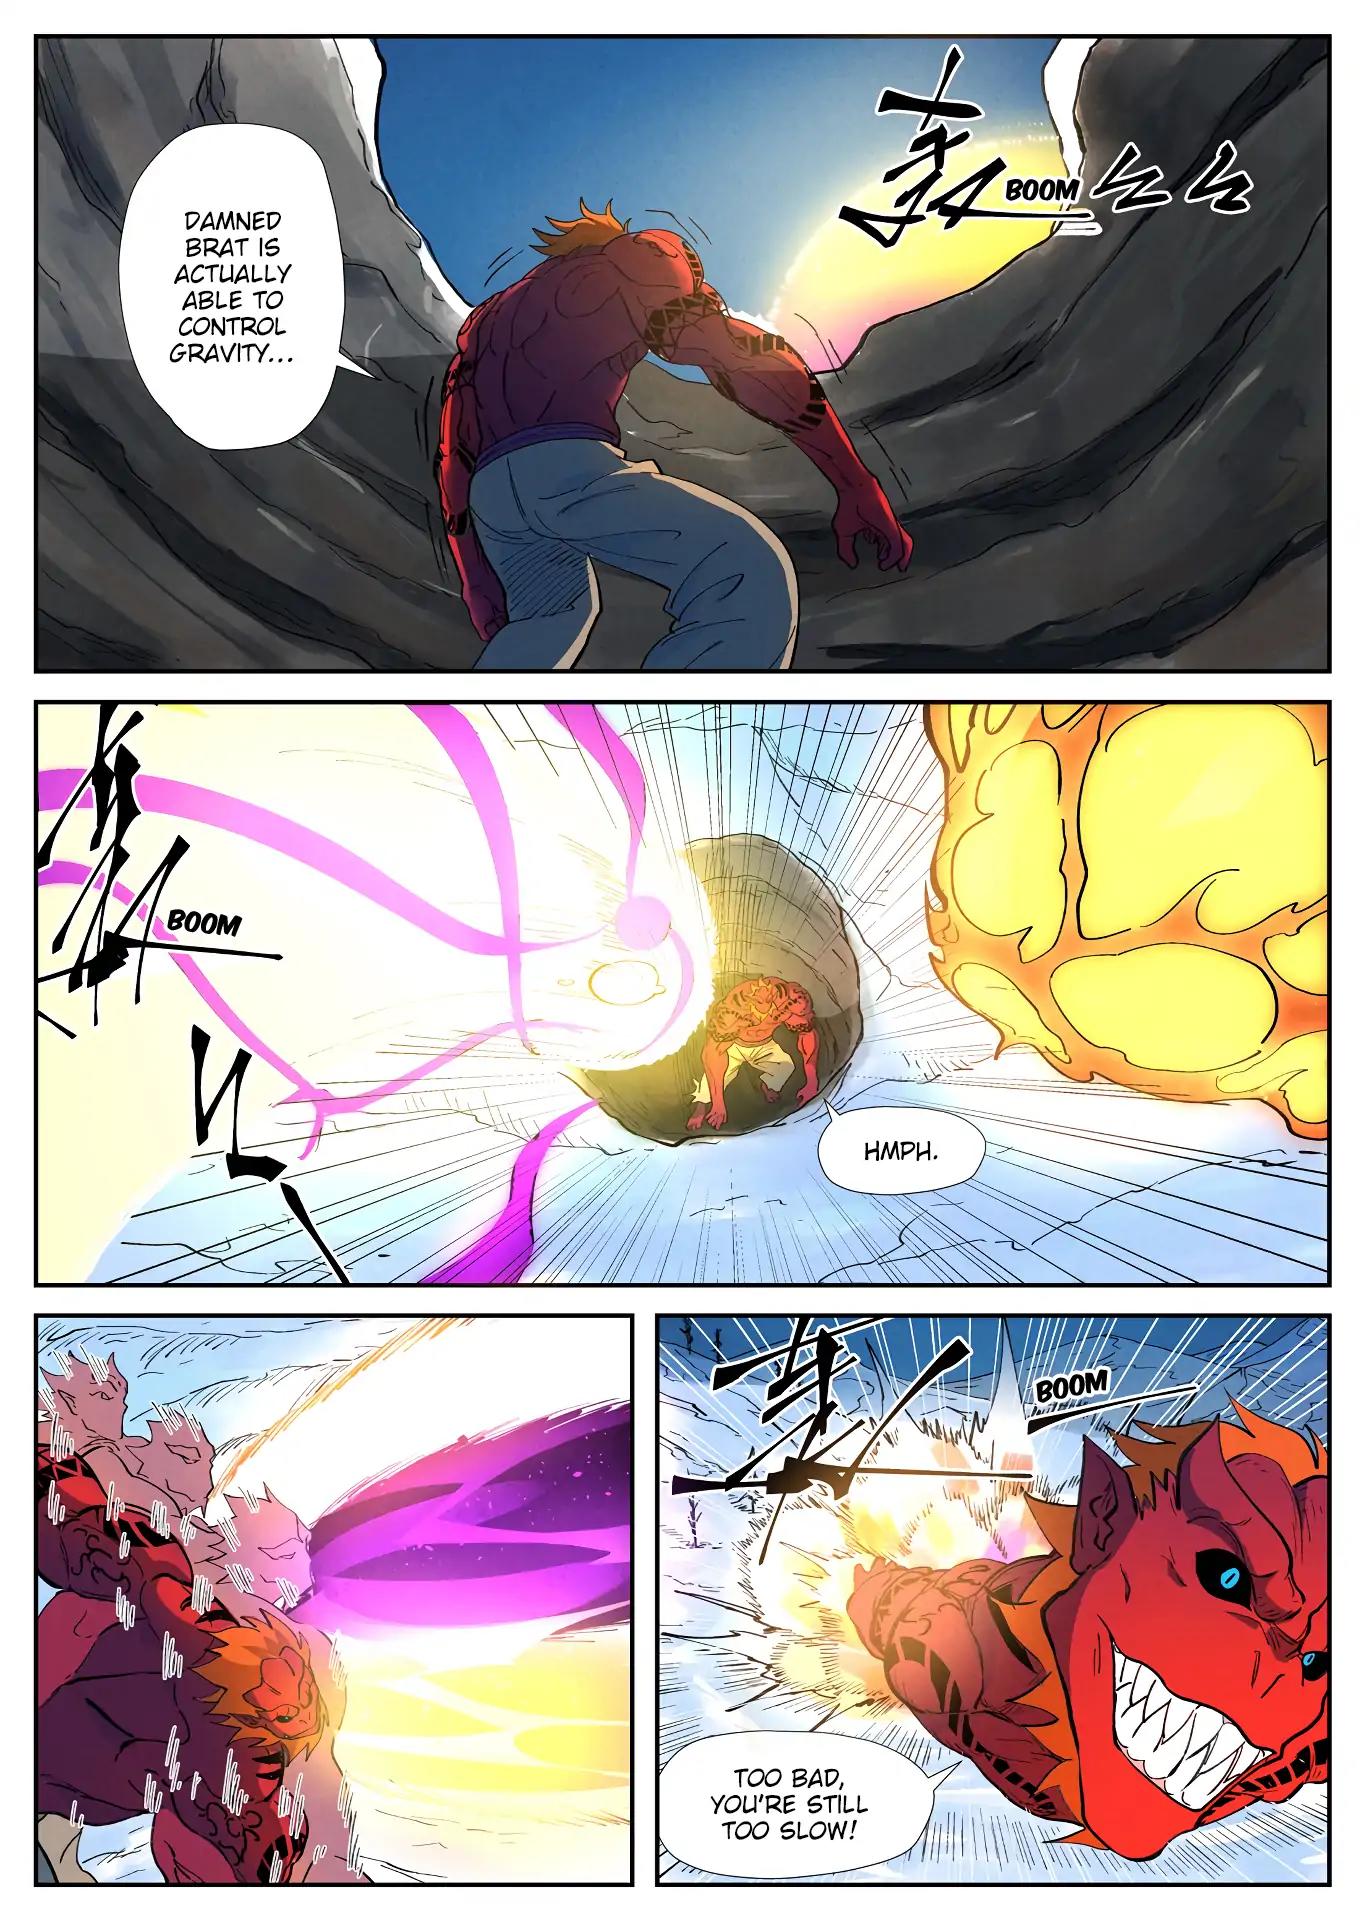 DAMNED
BRAT IS
ACTUALLY
ABLE TO
CONTROL
GRAVITY...
BOOM
BOOM
HMPH.
BOOM
TOO BAD,
YOU'RE STILL
TOO SLOW!